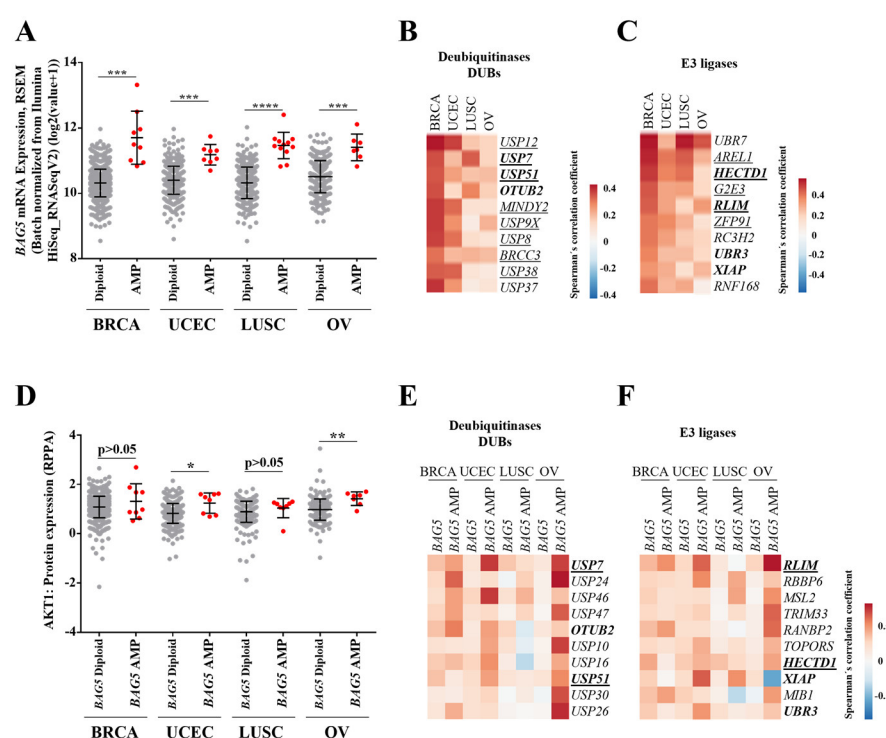 A
BAG5 mRNA Expression, RSEM
(Batch normalized from Ilumina
HiSeq_RNASeqV2) (log2(value+1))
14
12
10
8
***
***
****
***
Diploid
AMP
Diploid
AMP
Diploid
AMP
Diploid
AMP
BRCA
UCEC
LUSC
OV
B
Deubiquitinases
DUBs
BRCA
UCEC
LUSC
OV
USP12
USP7
USP51
OTUB2
MINDY2
USP9X
USP8
BRCC3
USP38
USP37
Spearman´s correlation coefficient
0.4
0.2
0
-0.2
-0.4
C
E3 ligases
BRCA
UCEC
LUSC
OV
UBR7
AREL1
HECTD1
G2E3
RLIM
ZFP91
RC3H2
UBR3
XIAP
RNF168
Spearman´s correlation coefficient
0.4
0.2
0
-0.2
-0.4
D
AKT1: Protein expression (RPPA)
4
2
0
-2
-4
p>0.05
*
p>0.05
**
BAG5 Diploid
BAG5 AMP
BAG5 Diploid
BAG5 AMP
BAG5 Diploid
BAG5 AMP
BAG5 Diploid
BAG5 AMP
BRCA
UCEC
LUSC
OV
E
Deubiquitinases
DUBs
BRCA
UCEC
LUSC
OV
BAG5
BAG5 AMP
BAG5
BAG5 AMP
BAG5
BAG5 AMP
BAG5
BAG5 AMP
USP7
USP24
USP46
USP47
OTUB2
USP10
USP16
USP51
USP30
USP26
F
E3 ligases
BRCA
UCEC
LUSC
OV
BAG5
BAG5 AMP
BAG5
BAG5 AMP
BAG5
BAG5 AMP
BAG5
BAG5 AMP
RLIM
RBBP6
MSL2
TRIM33
RANBP2
TOPORS
HECTD1
XIAP
MIB1
UBR3
Spearman´s correlation coefficient
0.
0
-0.